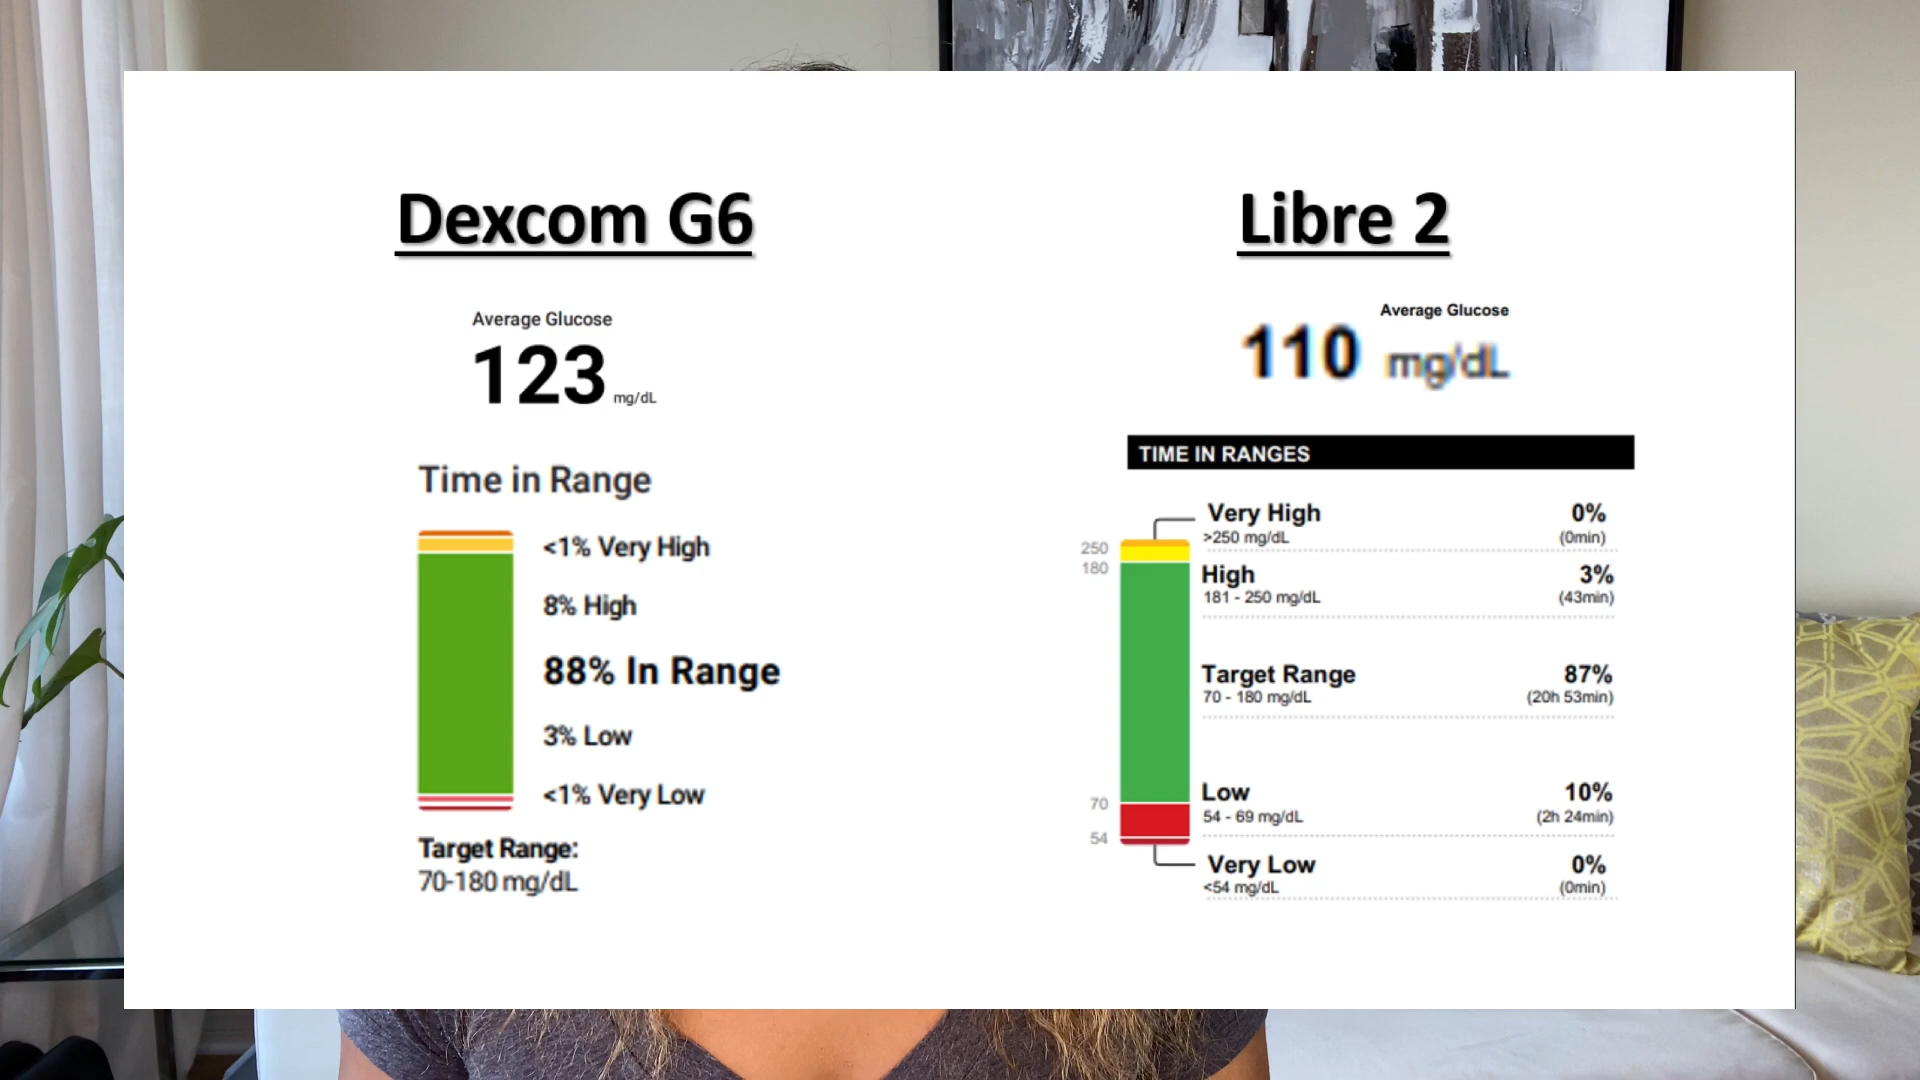 Dexcom G6
Average Glucose
123 mg/dL
Time in Range
<1% Very High
8% High
88% In Range
3% Low
<1% Very Low
Target Range:
70-180 mg/dL
Libre 2
Average Glucose
110 mg/dL
TIME IN RANGES
250
180
70
54
Very High 0%
>250 mg/dL (0min)
High 3%
181 - 250 mg/dL (43min)
Target Range 87%
70 - 180 mg/dL (20h 53min)
Low 10%
54 - 69 mg/dL (2h 24min)
Very Low 0%
<54 mg/dL (0min)